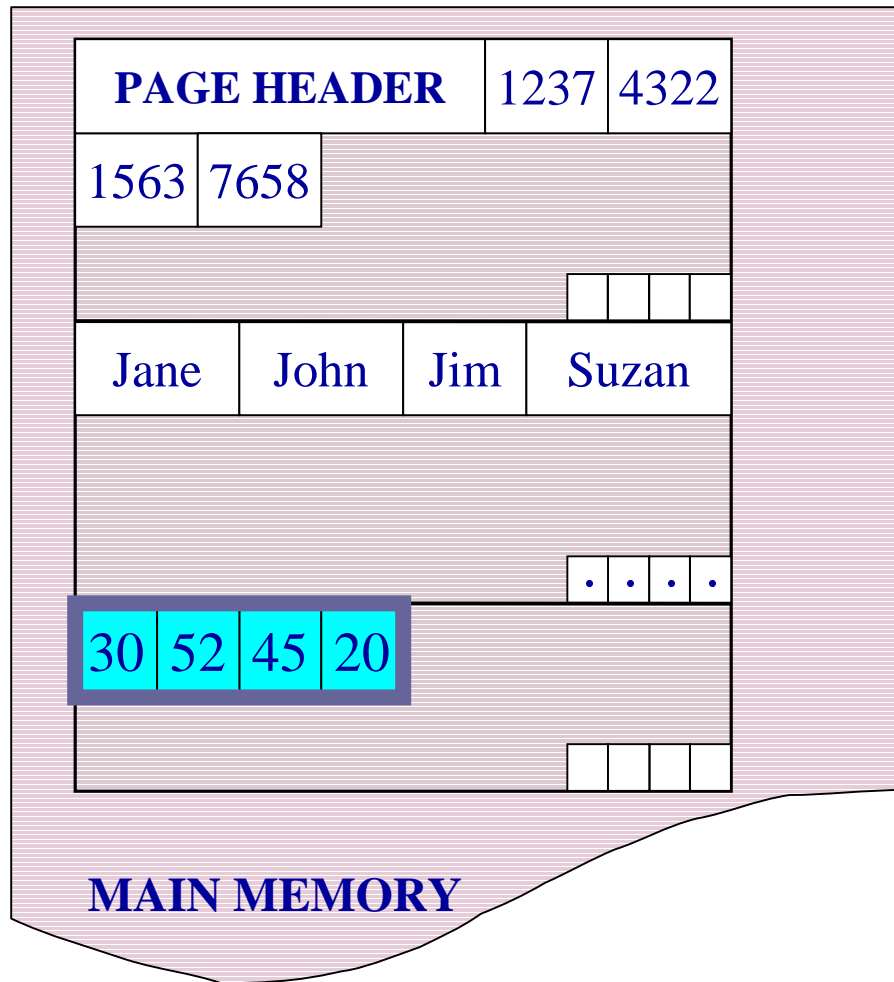 PAGE HEADER 1237 4322
1563 7658
Jane John Jim Suzan
30 52 45 20
MAIN MEMORY